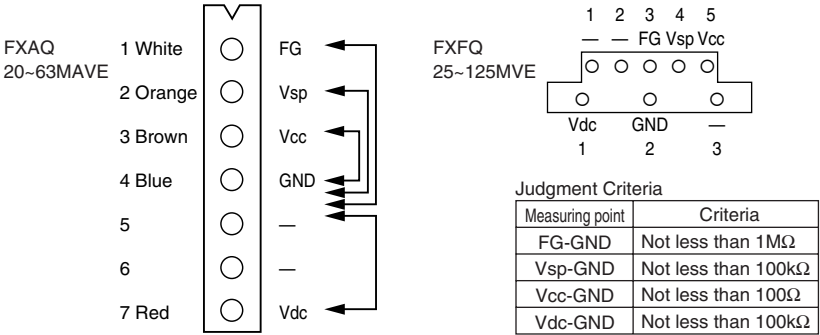 FXAQ
20~63MAVE
1 White FG
2 Orange Vsp
3 Brown Vcc
4 Blue GND
5 —
6 —
7 Red Vdc
FXFQ
25~125MVE
1 2 3 4 5
— — FG Vsp Vcc
Vdc GND —
1 2 3
Judgment Criteria
Measuring point Criteria
FG-GND Not less than 1MΩ
Vsp-GND Not less than 100kΩ
Vcc-GND Not less than 100Ω
Vdc-GND Not less than 100kΩ